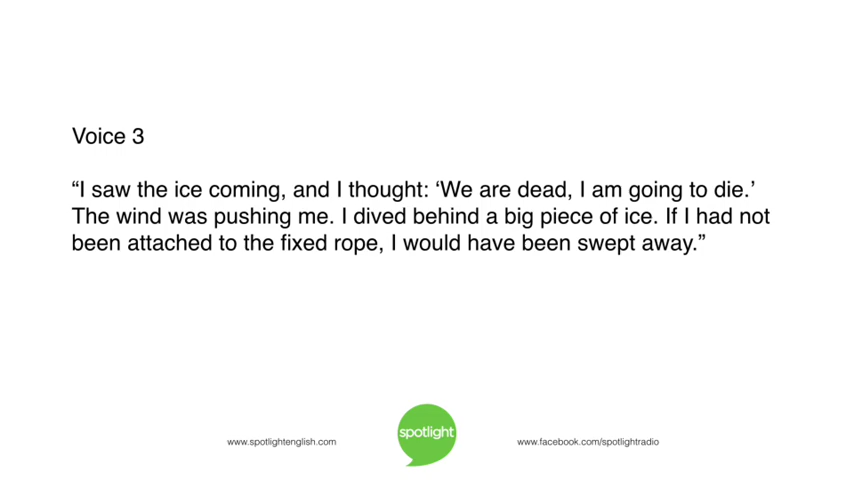 Voice 3
“I saw the ice coming, and I thought: ‘We are dead, I am going to die.’
The wind was pushing me. I dived behind a big piece of ice. If I had not
been attached to the fixed rope, I would have been swept away.”
spotlight
www.spotlightenglish.com
www.facebook.com/spotlightradio